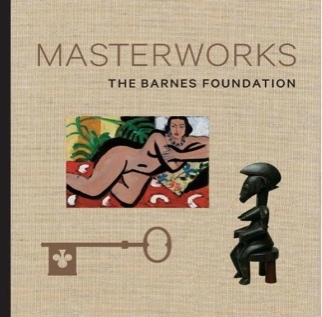 MASTERWORKS
THE BARNES FOUNDATION